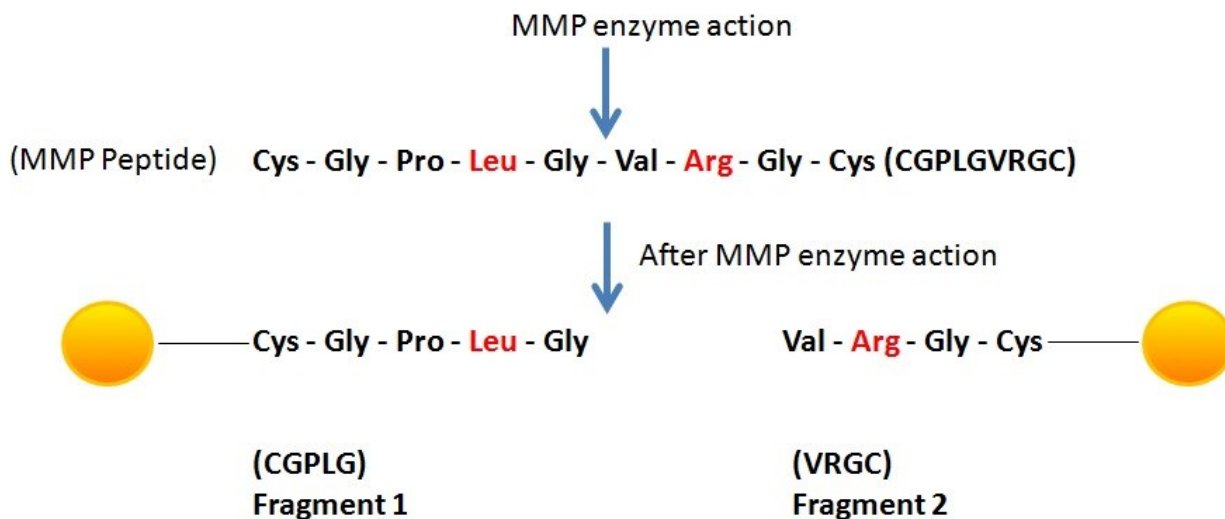 MMP enzyme action
(MMP Peptide) Cys - Gly - Pro - Leu - Gly - Val - Arg - Gly - Cys (CGPLGVRGC)
After MMP enzyme action
Cys - Gly - Pro - Leu - Gly
Val - Arg - Gly - Cys
(CGPLG)
Fragment 1
(VRGC)
Fragment 2